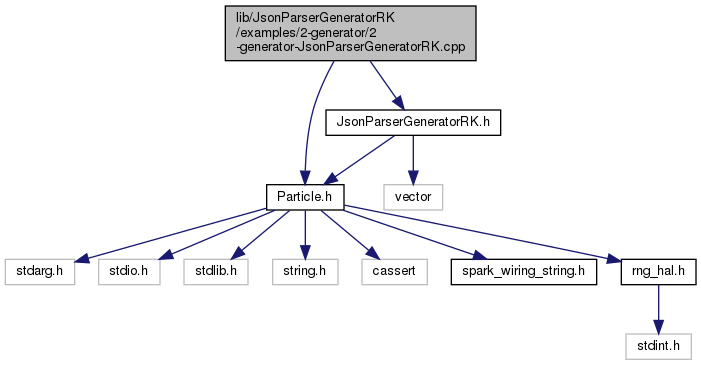 lib/JsonParserGeneratorRK
/examples/2-generator/2
-generator-JsonParserGeneratorRK.cpp
JsonParserGeneratorRK.h
Particle.h
vector
stdarg.h
stdio.h
stdlib.h
string.h
cassert
spark_wiring_string.h
rng_hal.h
stdint.h